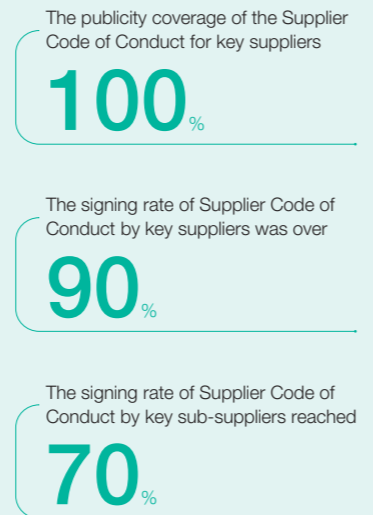 The publicity coverage of the Supplier
Code of Conduct for key suppliers
100%
The signing rate of Supplier Code of
Conduct by key suppliers was over
90%
The signing rate of Supplier Code of
Conduct by key sub-suppliers reached
70%